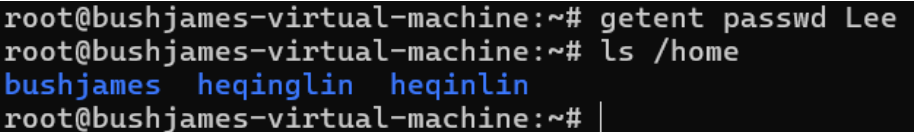 root@bushjames-virtual-machine:~# getent passwd Lee
root@bushjames-virtual-machine:~# ls /home
bushjames  heqinglin  heqinlin
root@bushjames-virtual-machine:~#